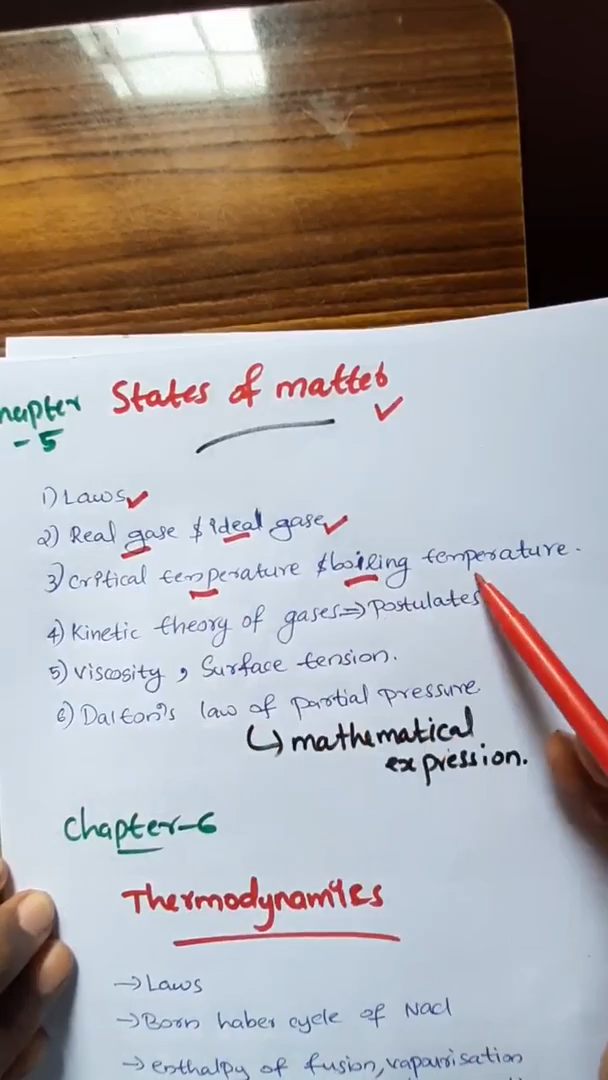 States of matter
hapter
-5
1) Laws
2) Real gase & ideal gase
3) Critical temperature & boiling temperature.
4) Kinetic theory of gases => Postulates
5) Viscosity, Surface tension.
6) Dalton's law of partial pressure
↳ mathematical
expression.
Chapter-6
Thermodynamics
→ Laws
→ Born haber cycle of Nacl
→ enthalpy of fusion, vapourisation